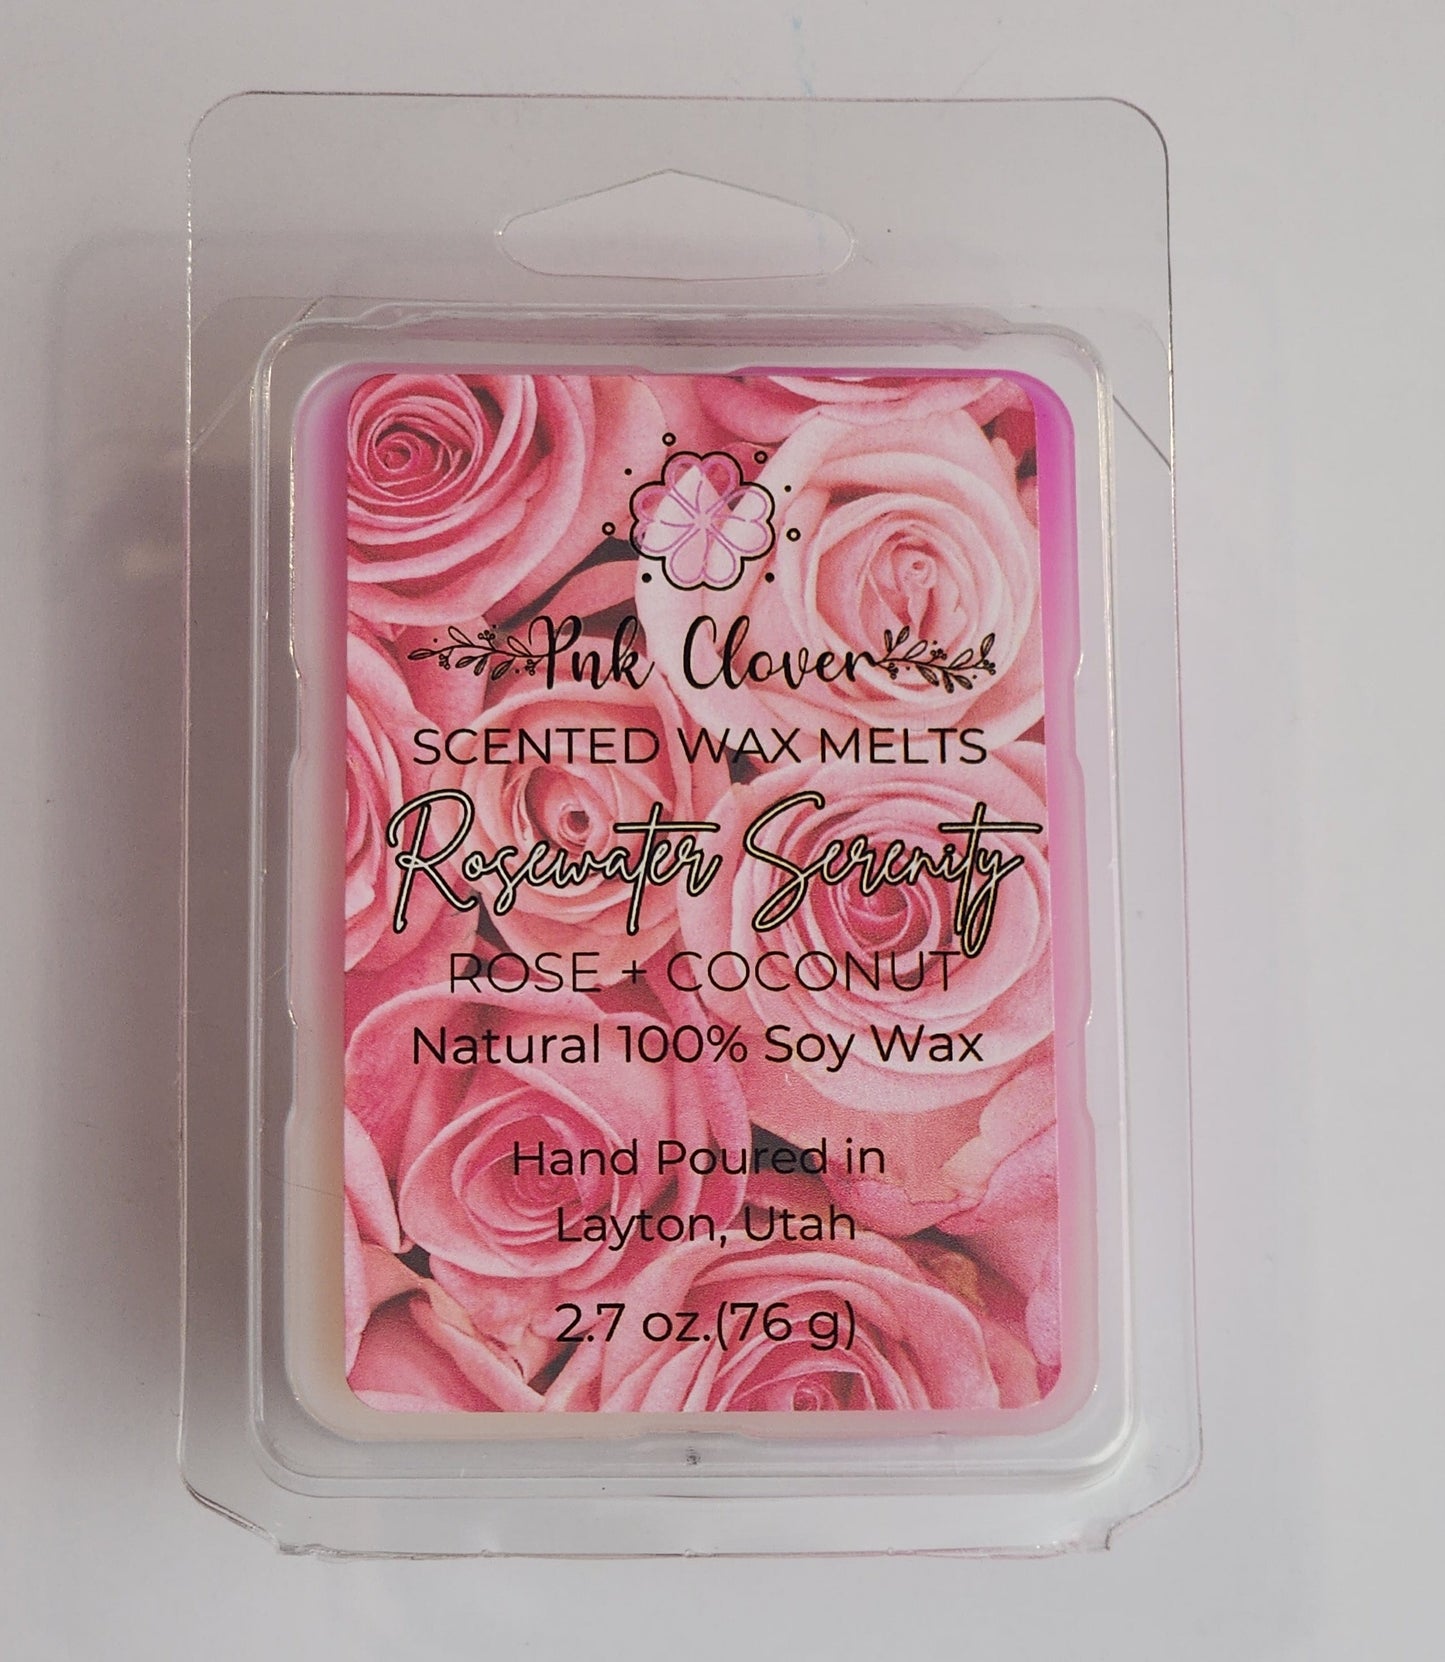 Pnk Clover
SCENTED WAX MELTS
Rosewater Serenity
ROSE + COCONUT
Natural 100% Soy Wax
Hand Poured in
Layton, Utah
2.7 oz.(76 g)